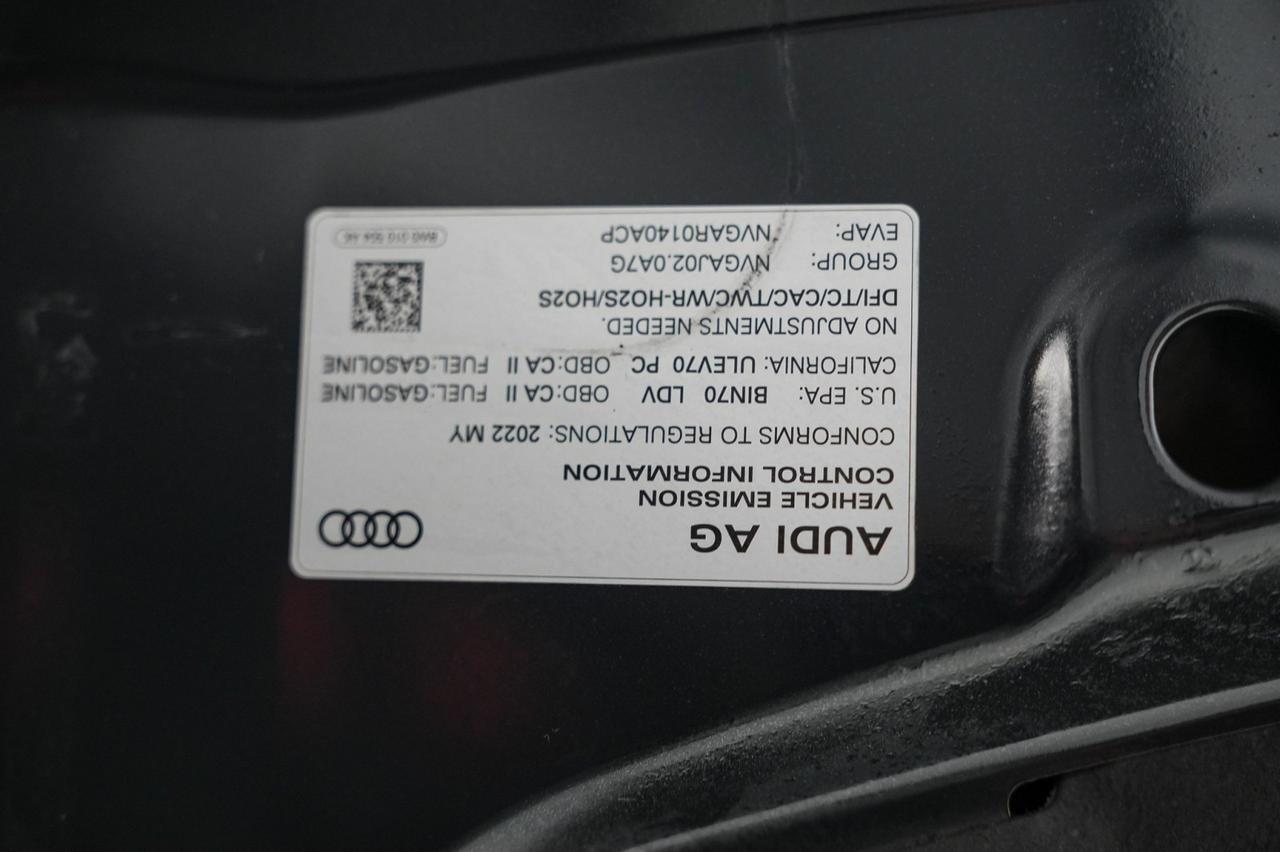 AUDI AG
VEHICLE EMISSION
CONTROL INFORMATION
CONFORMS TO REGULATIONS: 2022 MY
U.S. EPA: BIN70 LDV OBD:CA II FUEL:GASOLINE
CALIFORNIA: ULEV70 PC OBD:CA II FUEL:GASOLINE
NO ADJUSTMENTS NEEDED.
DFI/TC/CAC/TWC/WR-HO2S/HO2S
GROUP: NVGAJ02.0A7G
EVAP: NVGAR0140ACP